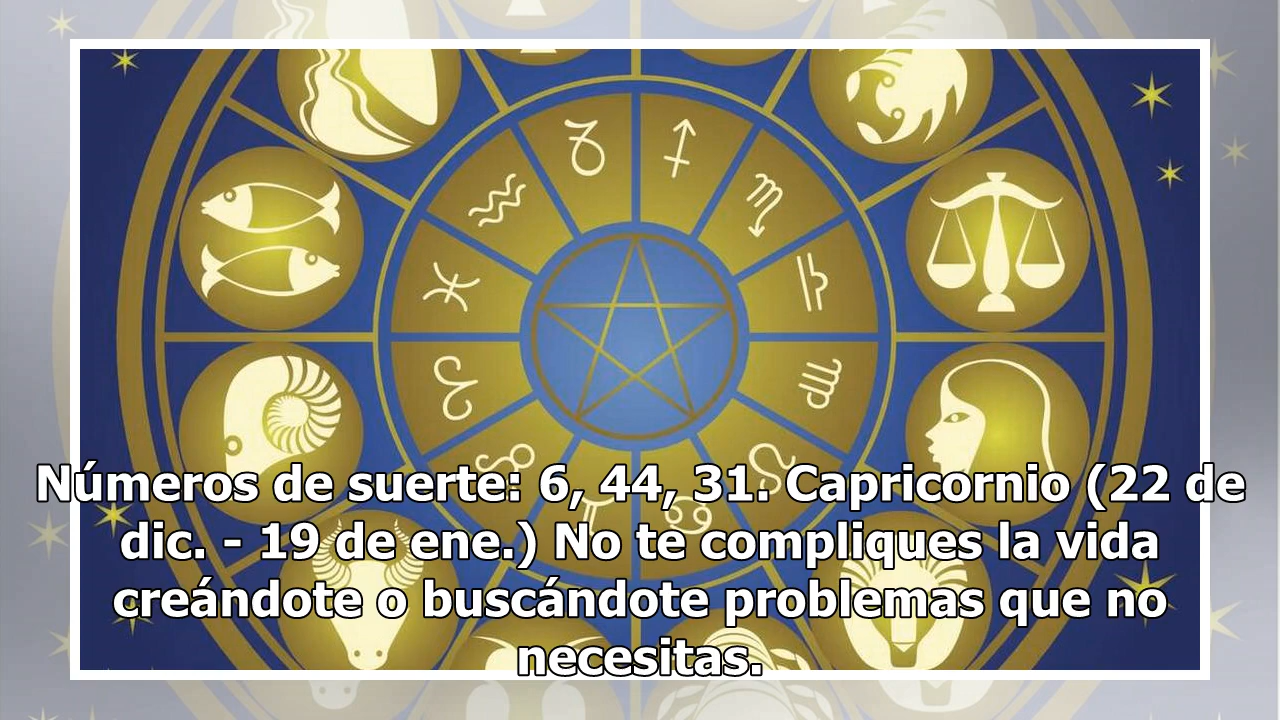 Números de suerte: 6, 44, 31. Capricornio (22 de
dic. - 19 de ene.) No te compliques la vida
creándote o buscándote problemas que no
necesitas.